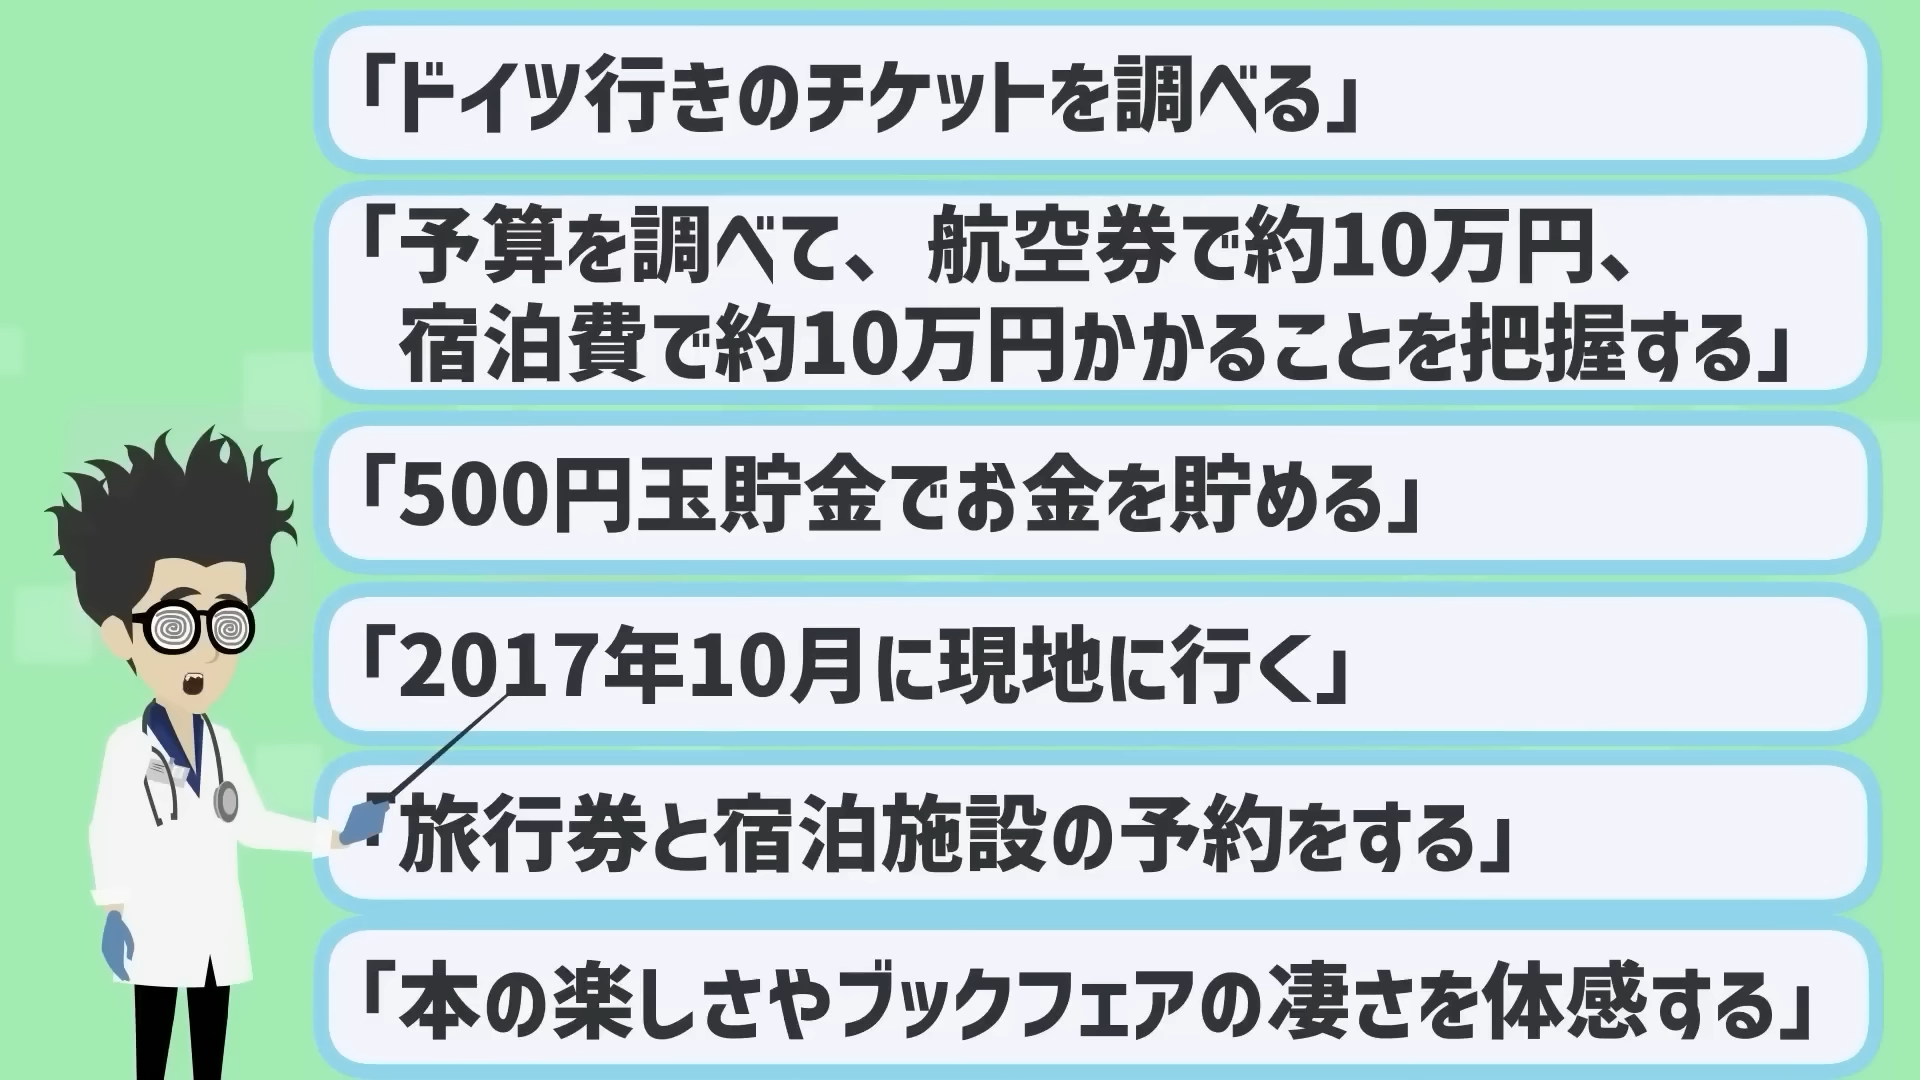 「ドイツ行きのチケットを調べる」
「予算を調べて、航空券で約10万円、
宿泊費で約10万円かかることを把握する」
「500円玉貯金でお金を貯める」
「2017年10月に現地に行く」
「旅行券と宿泊施設の予約をする」
「本の楽しさやブックフェアの凄さを体感する」